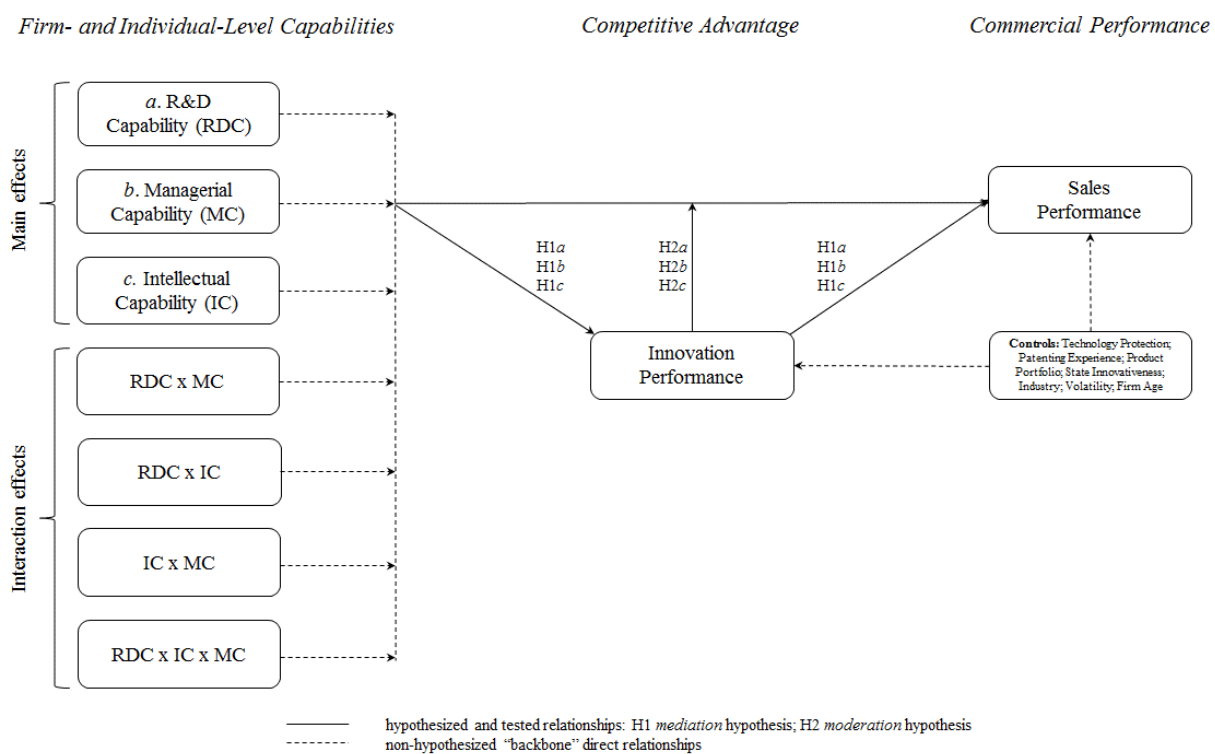 Firm- and Individual-Level Capabilities
Competitive Advantage
Commercial Performance
Main effects
a. R&D
Capability (RDC)
b. Managerial
Capability (MC)
c. Intellectual
Capability (IC)
Interaction effects
RDC x MC
RDC x IC
IC x MC
RDC x IC x MC
H1a
H1b
H1c
H2a
H2b
H2c
H1a
H1b
H1c
Innovation
Performance
Sales
Performance
Controls: Technology Protection;
Patenting Experience; Product
Portfolio; State Innovativeness;
Industry; Volatility; Firm Age
hypothesized and tested relationships: H1 mediation hypothesis; H2 moderation hypothesis
non-hypothesized “backbone” direct relationships